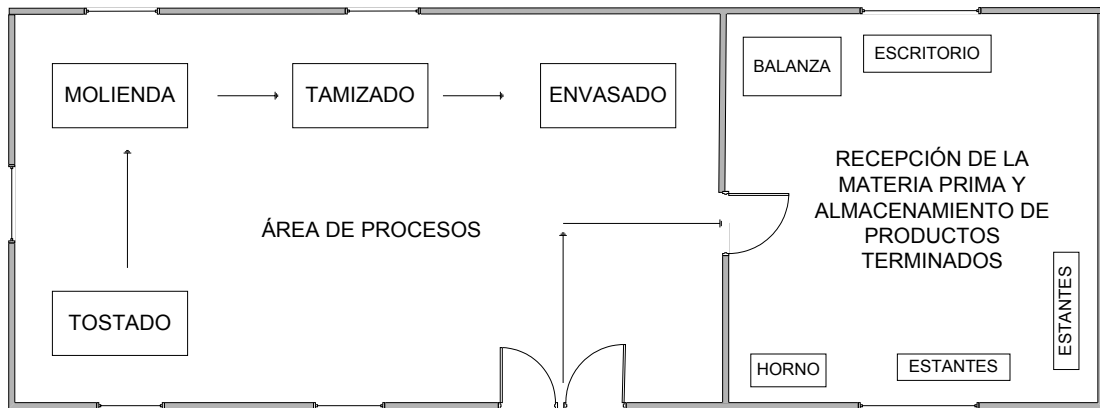 MOLIENDA
TAMIZADO
ENVASADO
BALANZA
ESCRITORIO
ÁREA DE PROCESOS
RECEPCIÓN DE LA
MATERIA PRIMA Y
ALMACENAMIENTO DE
PRODUCTOS
TERMINADOS
TOSTADO
HORNO
ESTANTES
ESTANTES